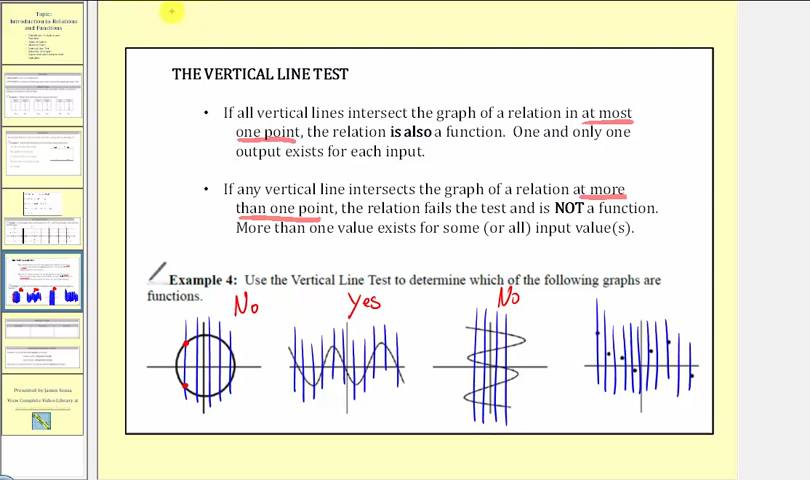 Topic:
Introduction to Relations
and Functions
THE VERTICAL LINE TEST
• If all vertical lines intersect the graph of a relation in at most
one point, the relation is also a function. One and only one
output exists for each input.
• If any vertical line intersects the graph of a relation at more
than one point, the relation fails the test and is NOT a function.
More than one value exists for some (or all) input value(s).
Example 4: Use the Vertical Line Test to determine which of the following graphs are
functions.
No
Yes
No
Presented by James Sousa
View Complete Video Library at